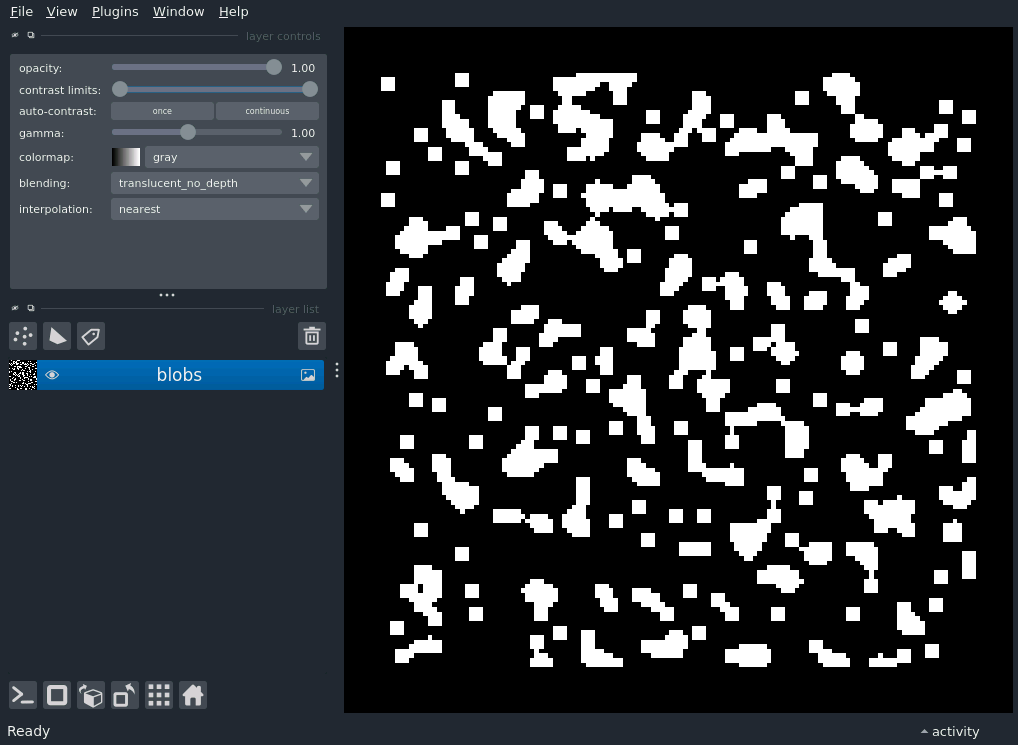 File View Plugins Window Help
layer controls
opacity: 1.00
contrast limits:
auto-contrast: once continuous
gamma: 1.00
colormap: gray
blending: translucent_no_depth
interpolation: nearest
layer list
blobs
Ready activity